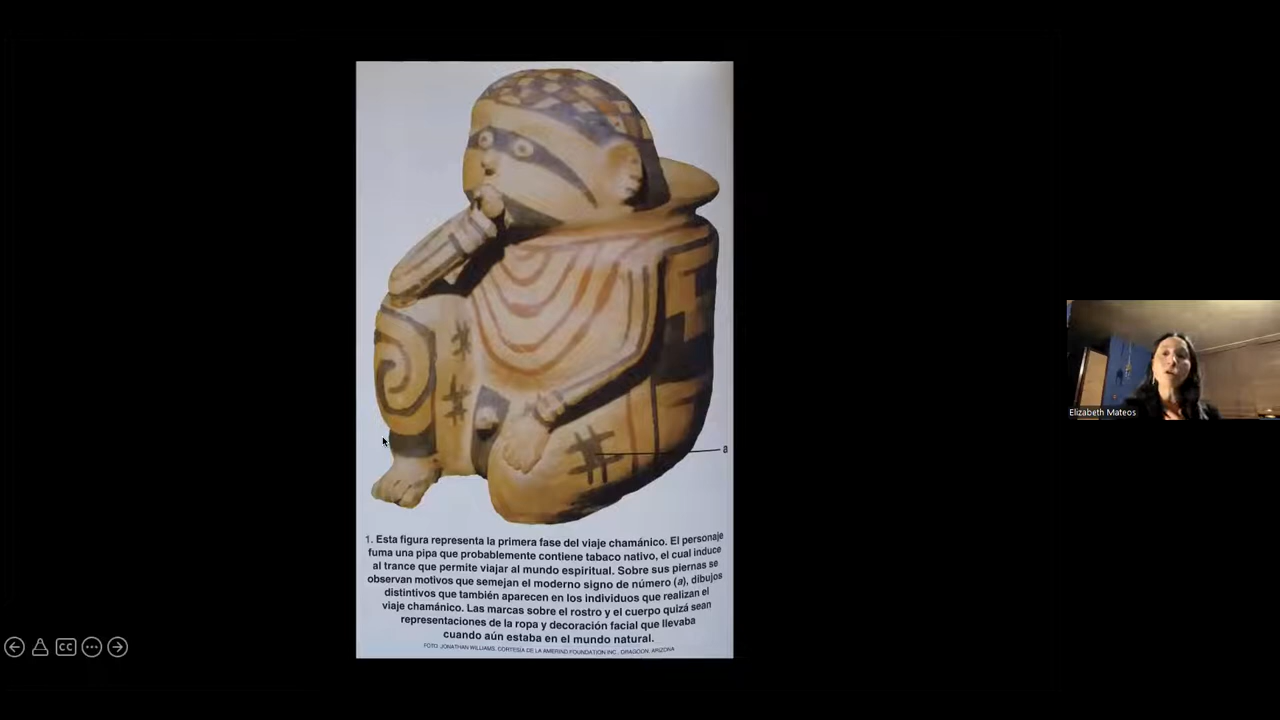 a
1. Esta figura representa la primera fase del viaje chamánico. El personaje
fuma una pipa que probablemente contiene tabaco nativo, el cual induce
al trance que permite viajar al mundo espiritual. Sobre sus piernas se
observan motivos que semejan el moderno signo de número (a), dibujos
distintivos que también aparecen en los individuos que realizan el
viaje chamánico. Las marcas sobre el rostro y el cuerpo quizá sean
representaciones de la ropa y decoración facial que llevaba
cuando aún estaba en el mundo natural.
FOTO: JONATHAN WILLIAMS. CORTESÍA DE LA AMERIND FOUNDATION INC., DRAGOON, ARIZONA
Elizabeth Mateos
CC